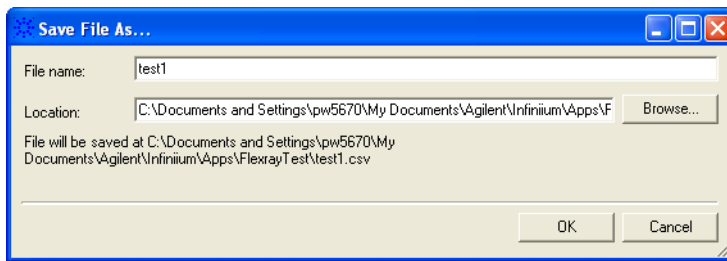 Save File As...
File name: test1
Location: C:\Documents and Settings\pw5670\My Documents\Agilent\Infiniium\Apps\F Browse...
File will be saved at C:\Documents and Settings\pw5670\My
Documents\Agilent\Infiniium\Apps\FlexrayTest\test1.csv
OK Cancel